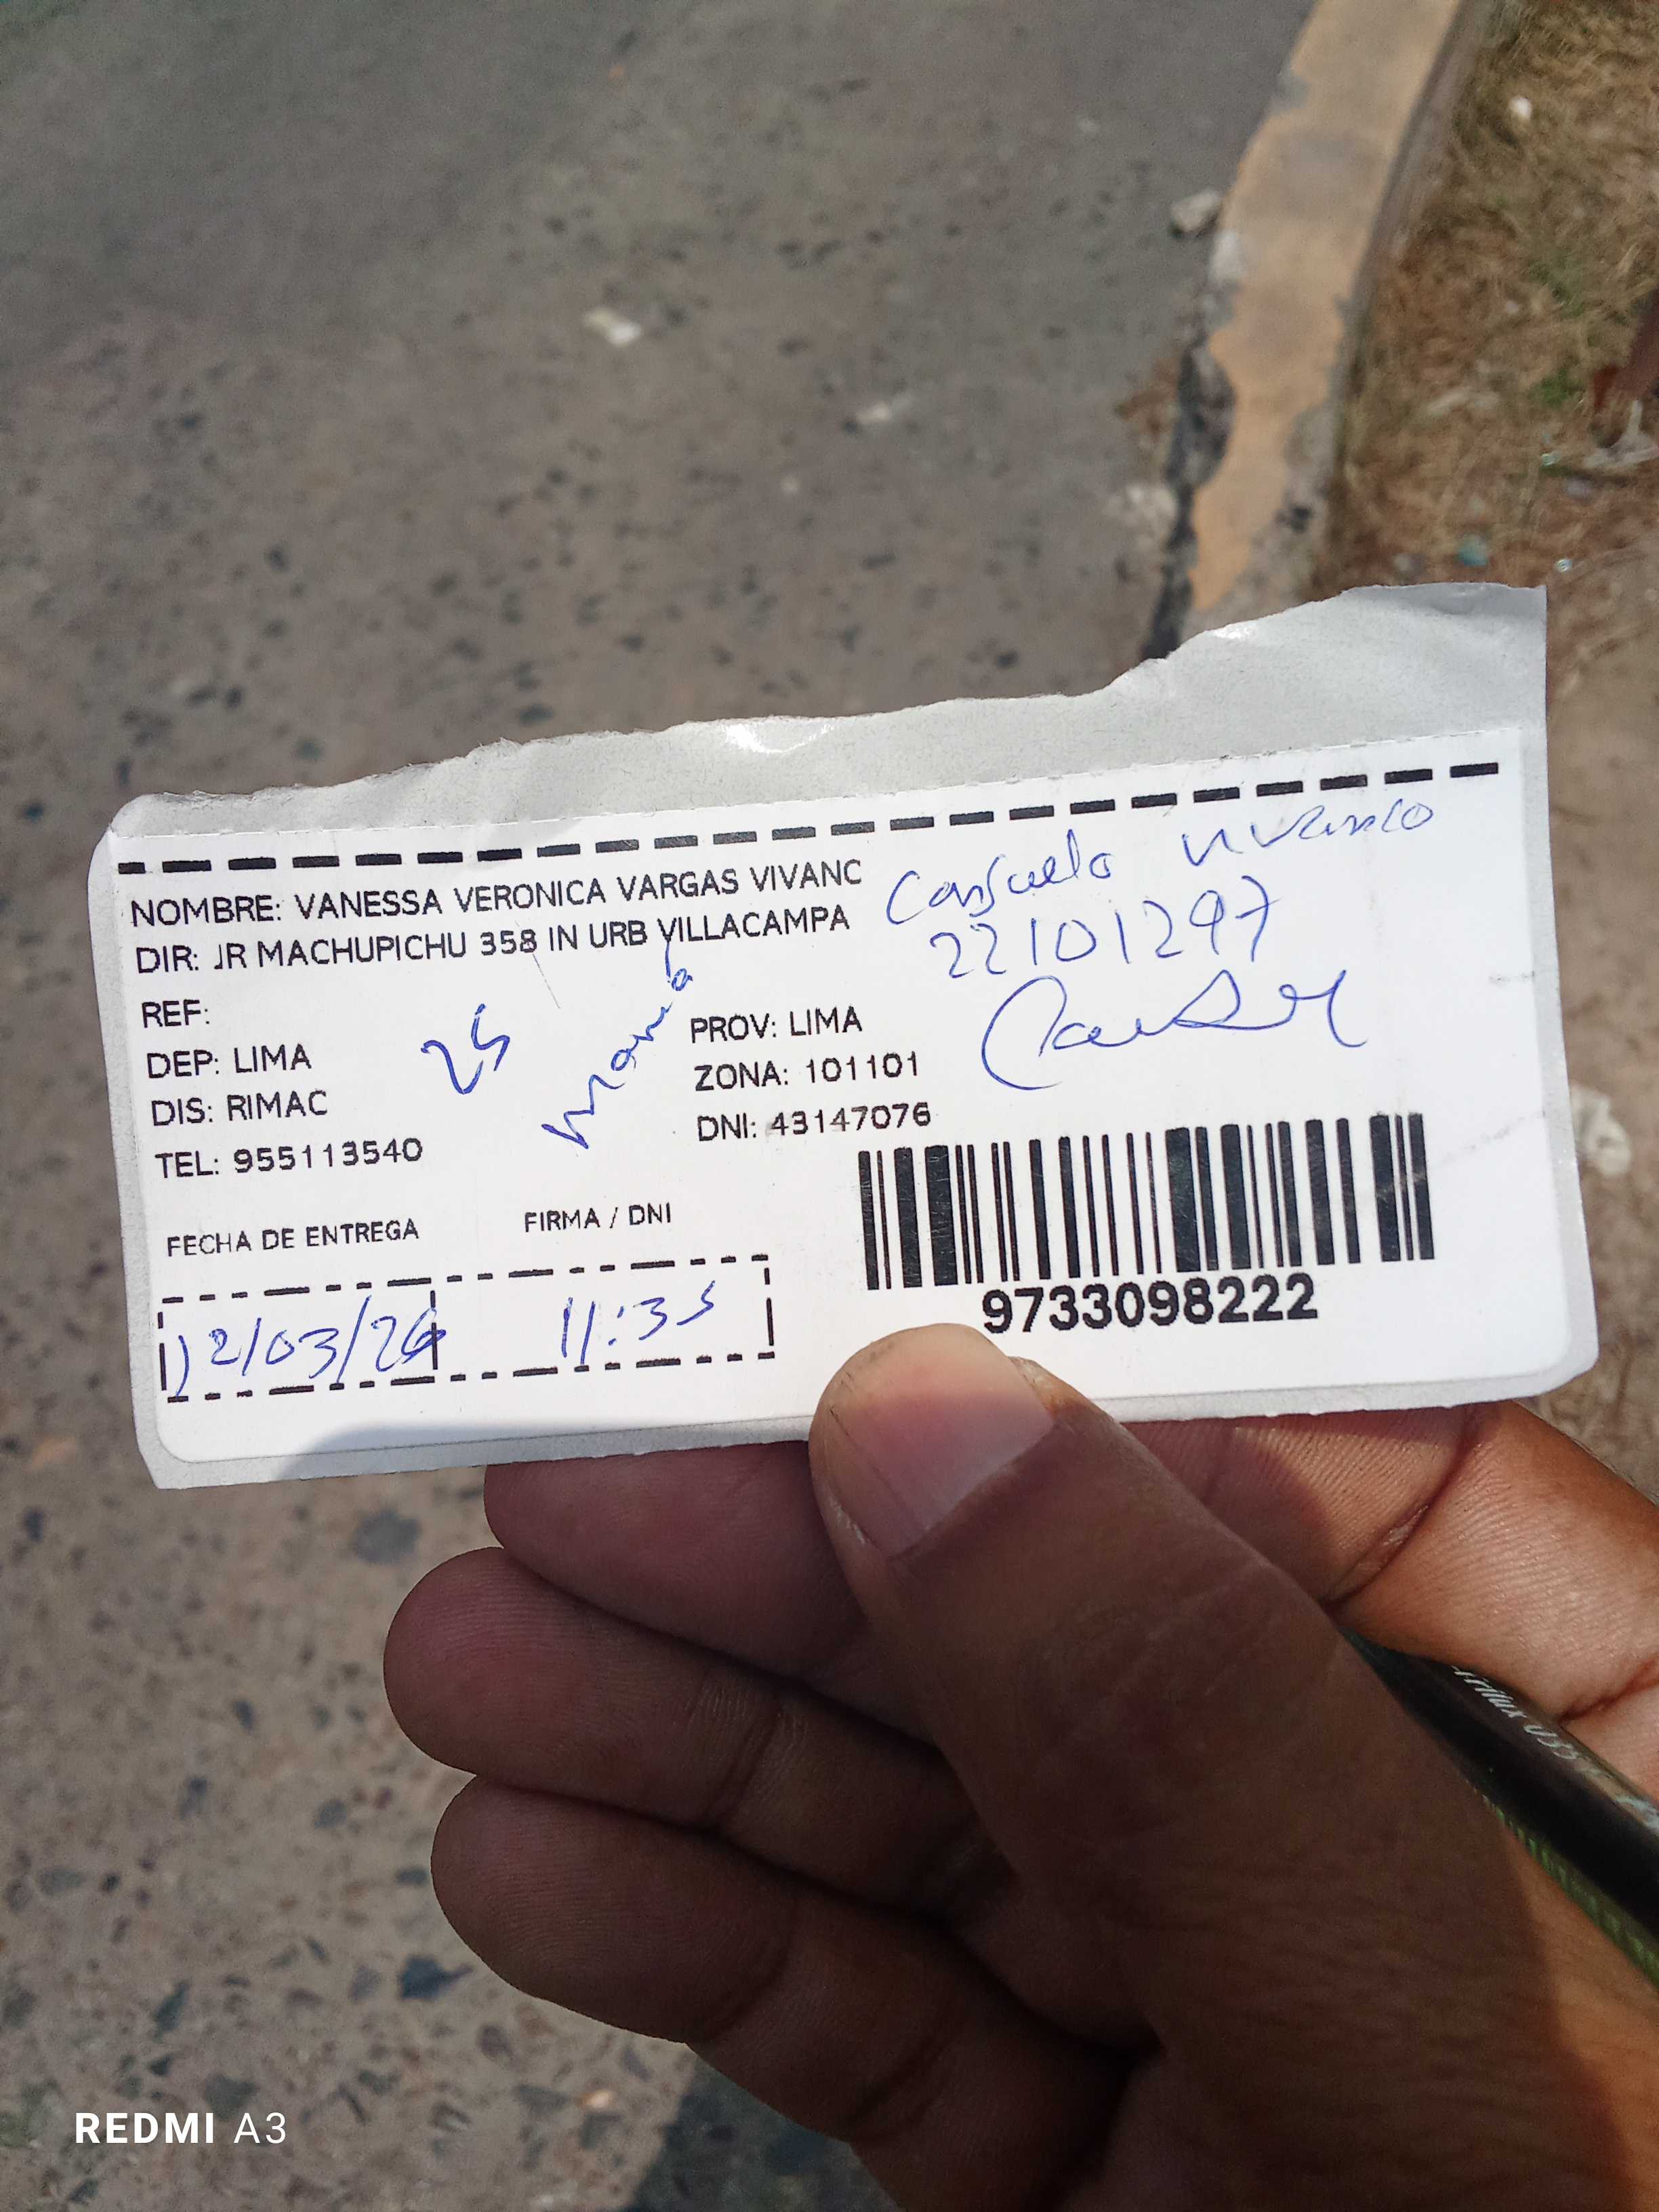 NOMBRE: VANESSA VERONICA VARGAS VIVANC
DIR: JR MACHUPICHU 358 IN URB VILLACAMPA
REF:
DEP: LIMA
DIS: RIMAC
TEL: 955113540
25
Mamá
PROV: LIMA
ZONA: 101101
DNI: 43147076
Consuelo Vivanco
22101297
FECHA DE ENTREGA
FIRMA / DNI
12/03/26
11:35
9733098222
REDMI A3